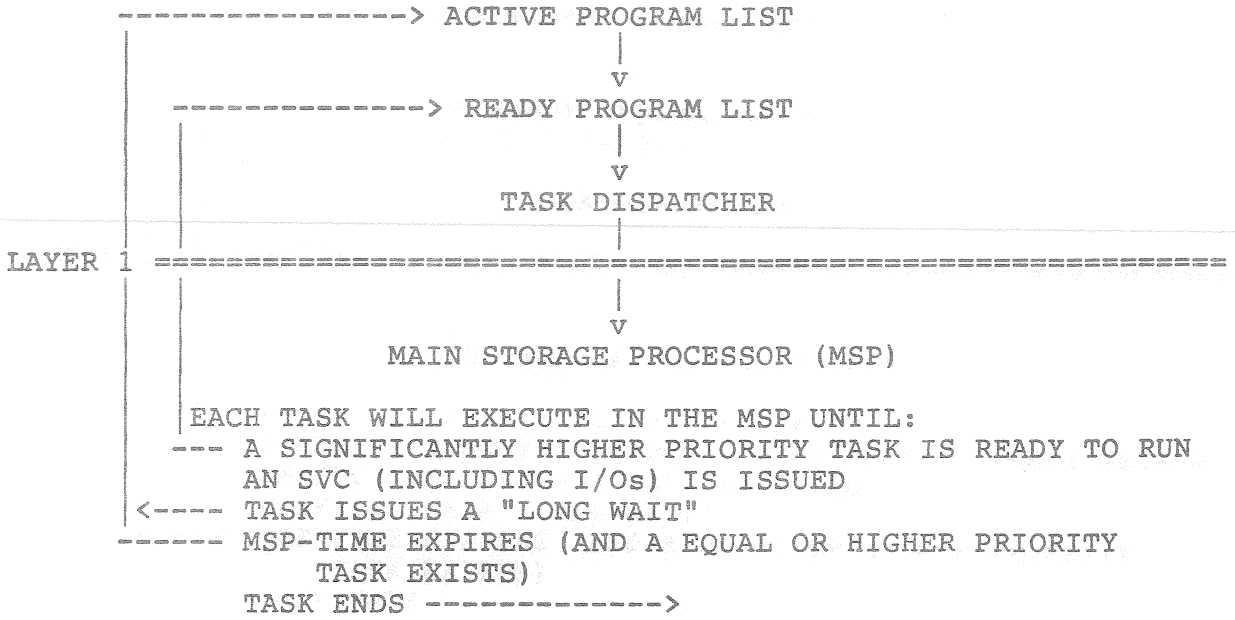 ---------------> ACTIVE PROGRAM LIST
|
v
--------------> READY PROGRAM LIST
|
v
TASK DISPATCHER
|
LAYER 1 ===========================================================
|
v
MAIN STORAGE PROCESSOR (MSP)
EACH TASK WILL EXECUTE IN THE MSP UNTIL:
--- A SIGNIFICANTLY HIGHER PRIORITY TASK IS READY TO RUN
AN SVC (INCLUDING I/Os) IS ISSUED
<---- TASK ISSUES A "LONG WAIT"
------ MSP-TIME EXPIRES (AND A EQUAL OR HIGHER PRIORITY
TASK EXISTS)
TASK ENDS ------------->